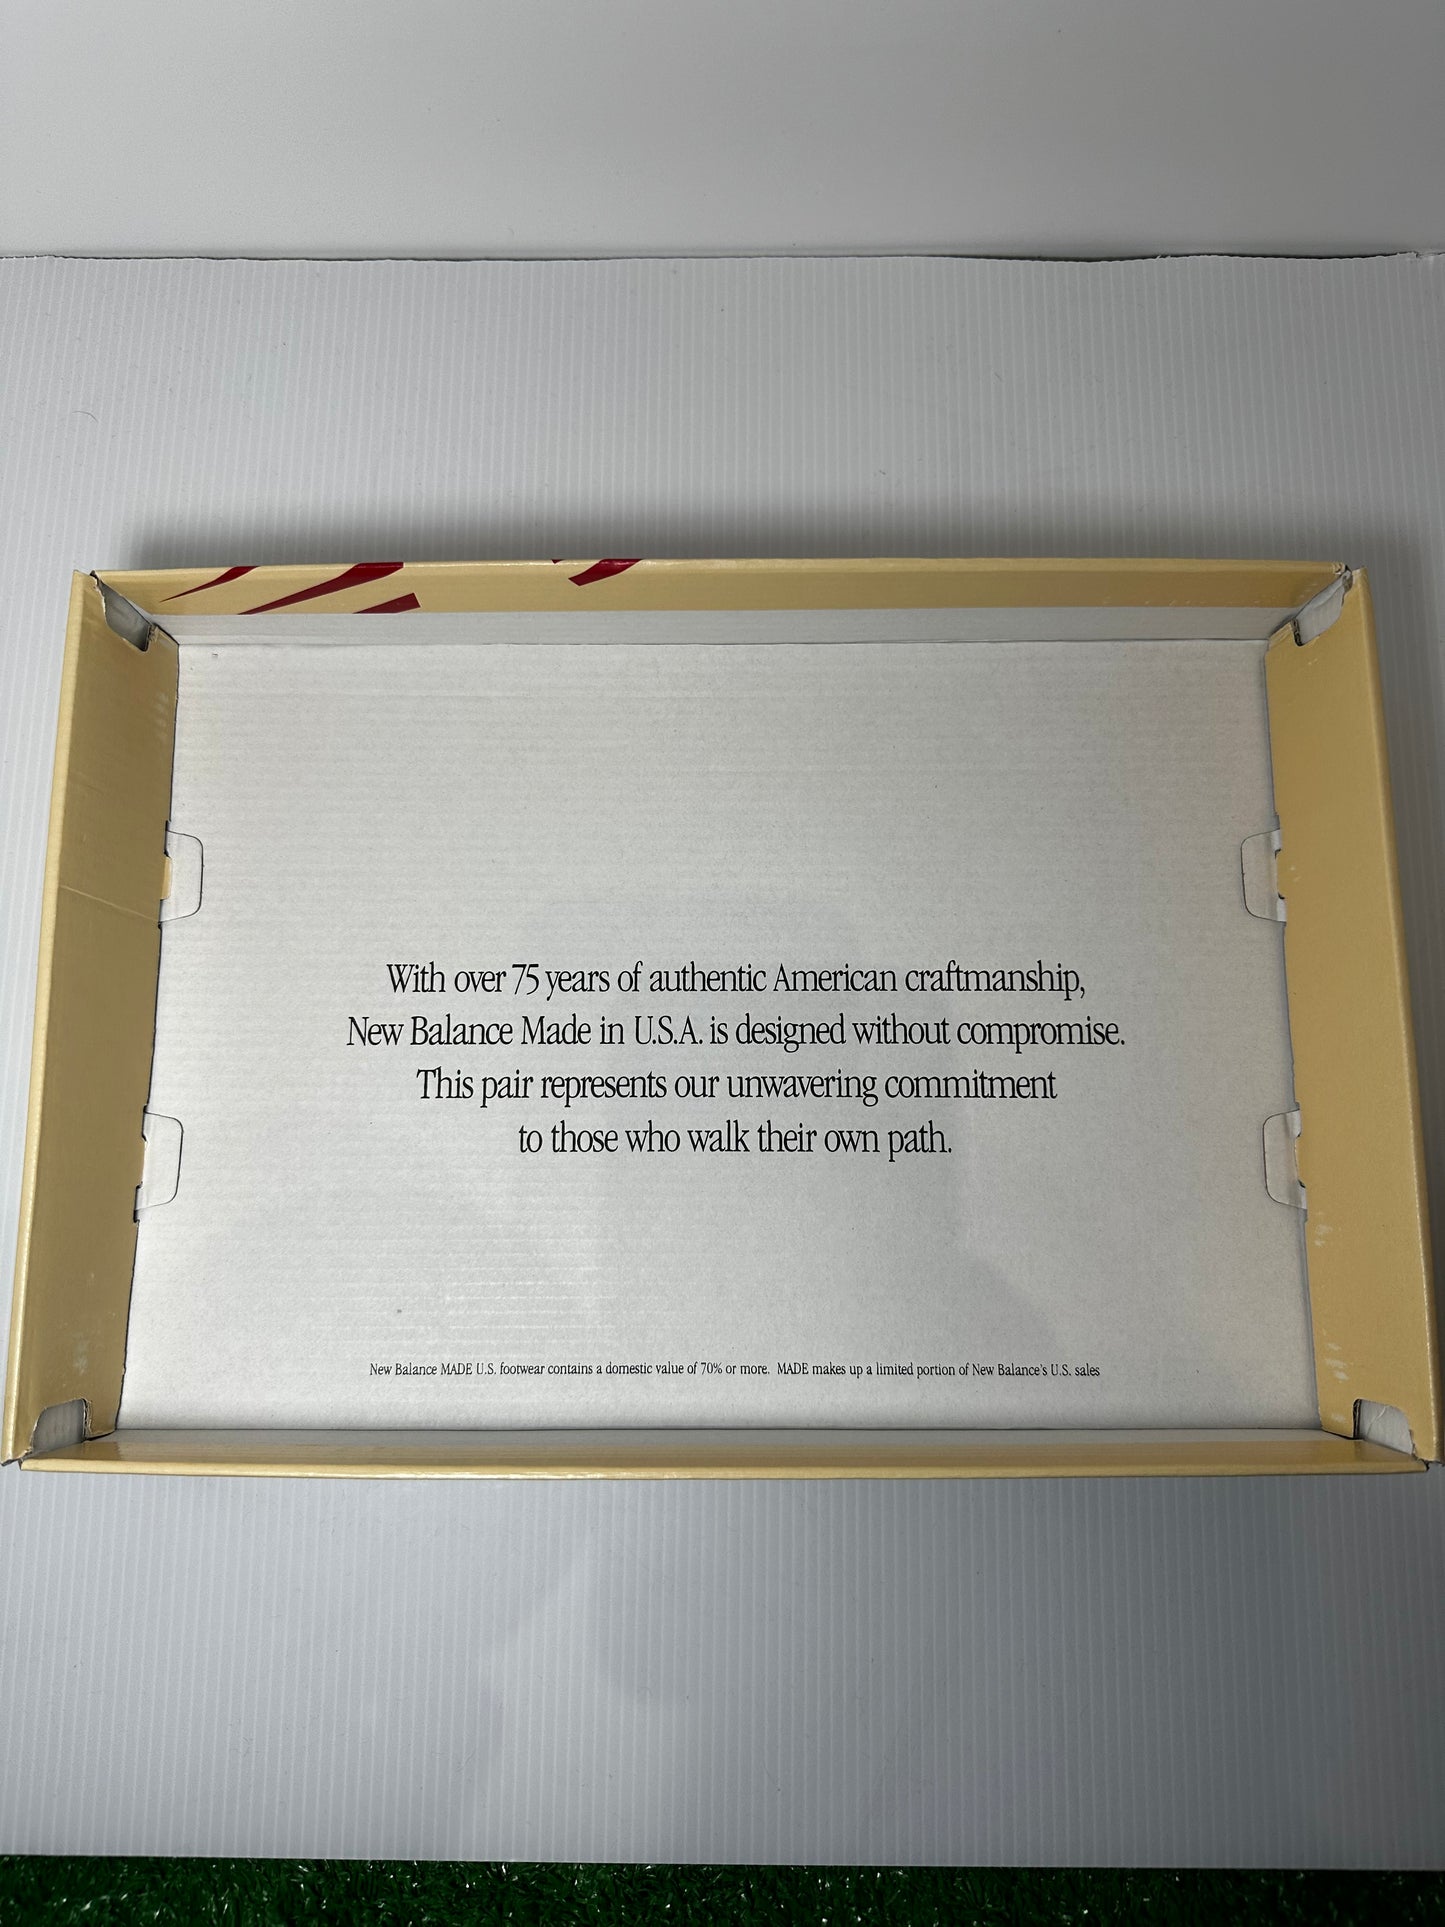 With over 75 years of authentic American craftmanship,
New Balance Made in U.S.A. is designed without compromise.
This pair represents our unwavering commitment
to those who walk their own path.
New Balance MADE U.S. footwear contains a domestic value of 70% or more. MADE makes up a limited portion of New Balance's U.S. sales